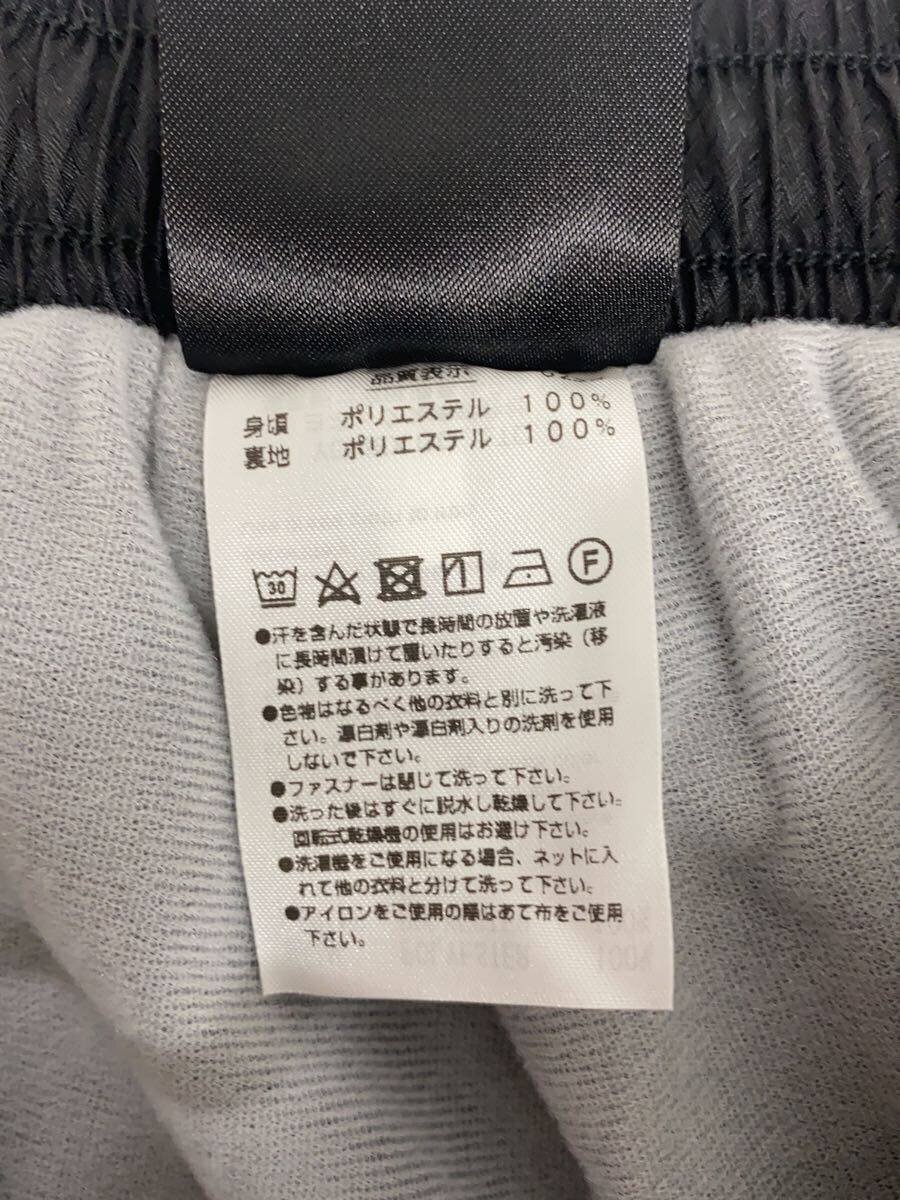 品質表示
身頃 ポリエステル 100%
裏地 ポリエステル 100%
30 F
●汗を含んだ状態で長時間の放置や洗濯液
に長時間漬けて置いたりすると汚染（移
染）する事があります。
●色物はなるべく他の衣料と別に洗って下
さい。漂白剤や漂白剤入りの洗剤を使用
しないで下さい。
●ファスナーは閉じて洗って下さい。
●洗った後はすぐに脱水し乾燥して下さい。
回転式乾燥機の使用はお避け下さい。
●洗濯機をご使用になる場合、ネットに入
れて他の衣料と分けて洗って下さい。
●アイロンをご使用の際はあて布をご使用
下さい。